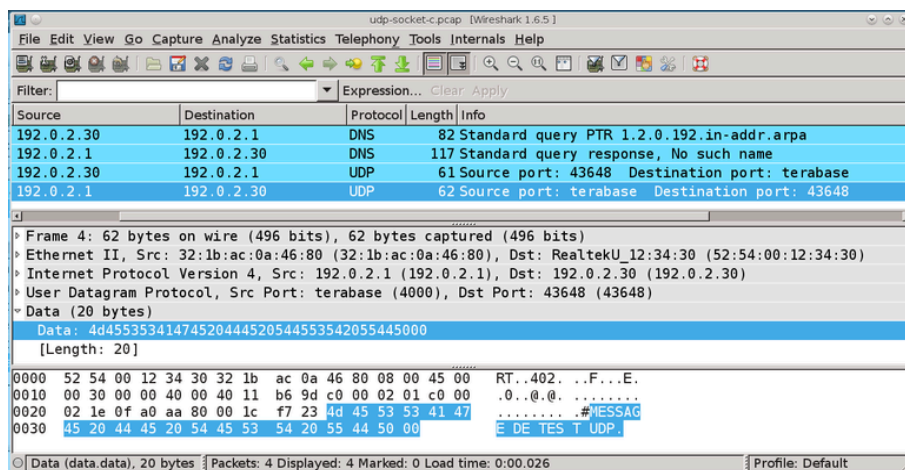 udp-socket-c.pcap [Wireshark 1.6.5 ]
File Edit View Go Capture Analyze Statistics Telephony Tools Internals Help
Filter: Expression... Clear Apply
Source Destination Protocol Length Info
192.0.2.30 192.0.2.1 DNS 82 Standard query PTR 1.2.0.192.in-addr.arpa
192.0.2.1 192.0.2.30 DNS 117 Standard query response, No such name
192.0.2.30 192.0.2.1 UDP 61 Source port: 43648 Destination port: terabase
192.0.2.1 192.0.2.30 UDP 62 Source port: terabase Destination port: 43648
Frame 4: 62 bytes on wire (496 bits), 62 bytes captured (496 bits)
Ethernet II, Src: 32:1b:ac:0a:46:80 (32:1b:ac:0a:46:80), Dst: RealtekU_12:34:30 (52:54:00:12:34:30)
Internet Protocol Version 4, Src: 192.0.2.1 (192.0.2.1), Dst: 192.0.2.30 (192.0.2.30)
User Datagram Protocol, Src Port: terabase (4000), Dst Port: 43648 (43648)
Data (20 bytes)
Data: 4d45535341474520444520544553542055445000
[Length: 20]
0000 52 54 00 12 34 30 32 1b ac 0a 46 80 08 00 45 00 RT..402. ..F...E.
0010 00 30 00 00 40 00 40 11 b6 9d c0 00 02 01 c0 00 .0..@.@. ........
0020 02 1e 0f a0 aa 80 00 1c f7 23 4d 45 53 53 41 47 ........ .#MESSAG
0030 45 20 44 45 20 54 45 53 54 20 55 44 50 00 E DE TES T UDP.
Data (data.data), 20 bytes Packets: 4 Displayed: 4 Marked: 0 Load time: 0:00.026 Profile: Default